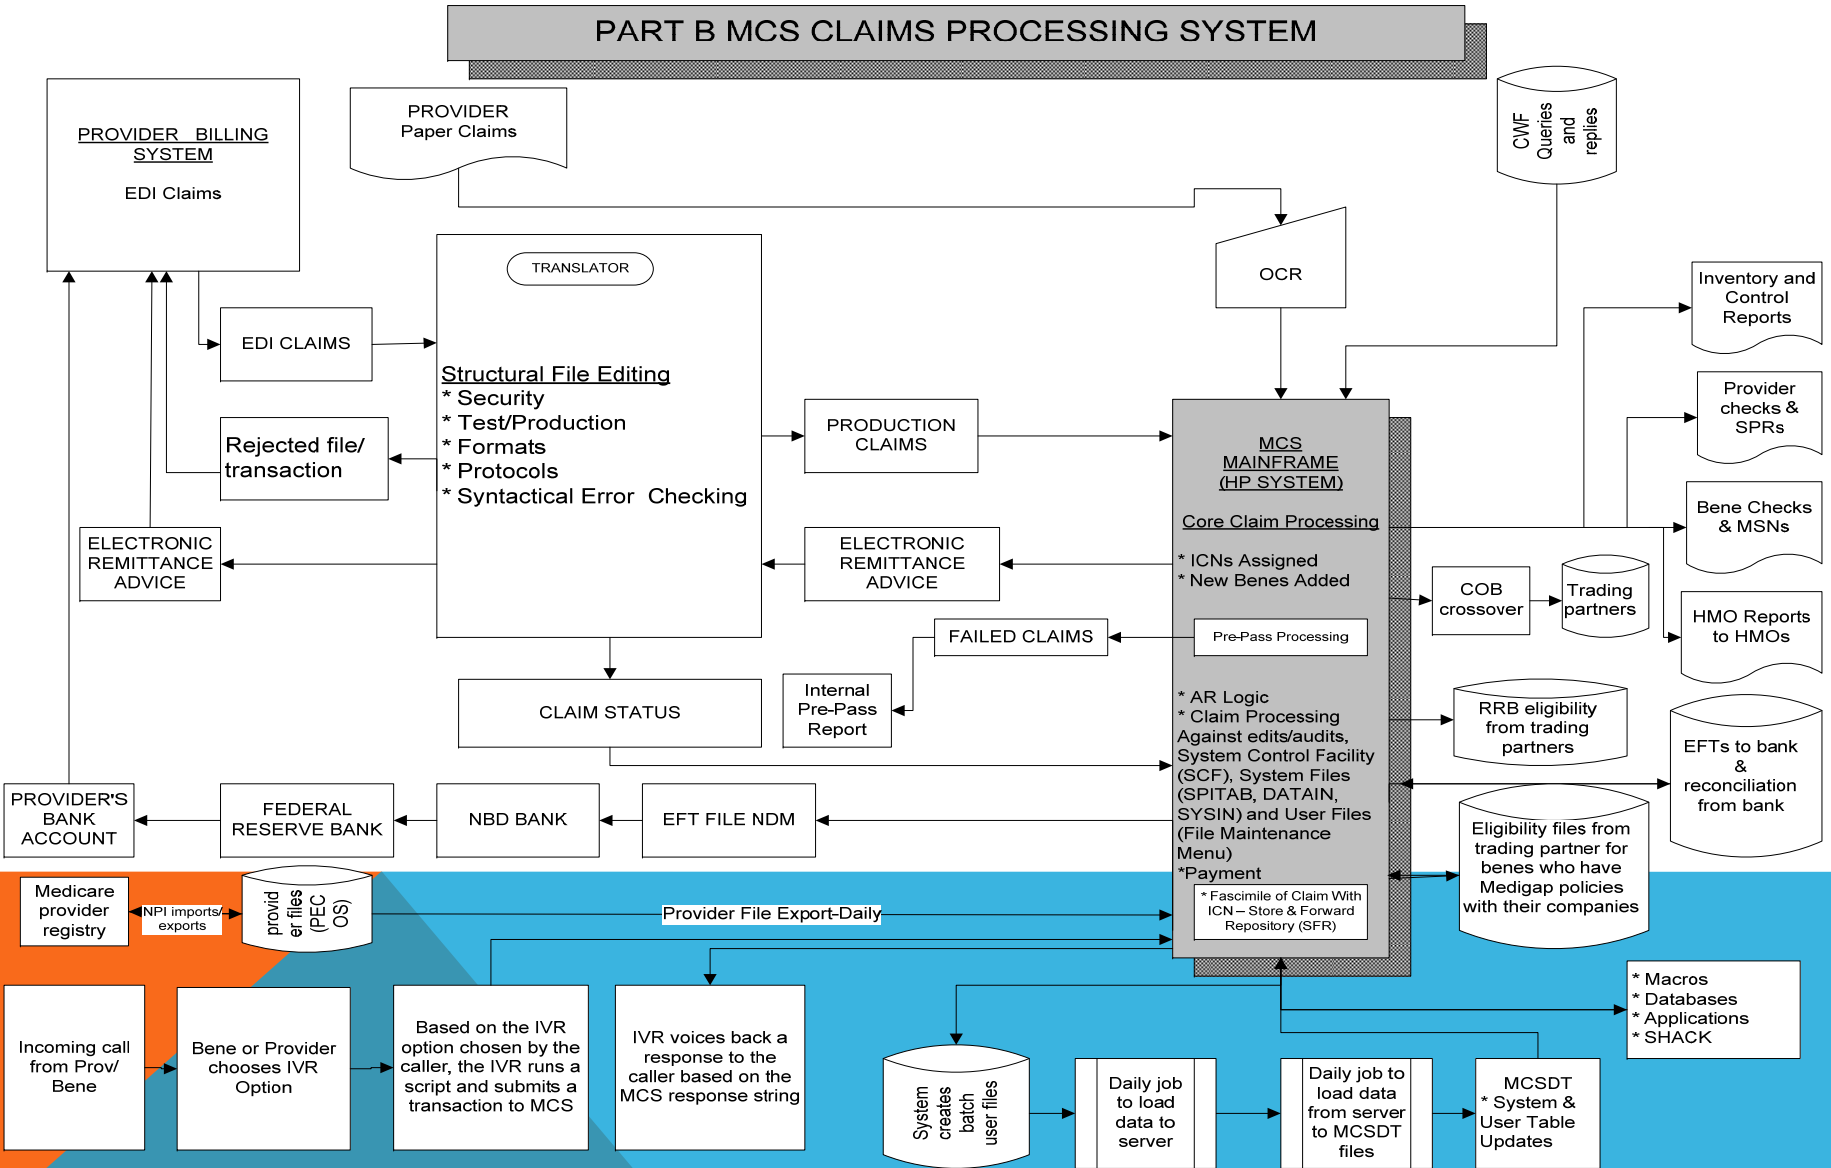 PART B MCS CLAIMS PROCESSING SYSTEM
PROVIDER BILLING
SYSTEM
EDI Claims
PROVIDER
Paper Claims
CWF
Queries
and
replies
TRANSLATOR
OCR
EDI CLAIMS
Structural File Editing
* Security
* Test/Production
* Formats
* Protocols
* Syntactical Error Checking
Rejected file/
transaction
PRODUCTION
CLAIMS
ELECTRONIC
REMITTANCE
ADVICE
ELECTRONIC
REMITTANCE
ADVICE
MCS
MAINFRAME
(HP SYSTEM)
Core Claim Processing
* ICNs Assigned
* New Benes Added
Pre-Pass Processing
* AR Logic
* Claim Processing
Against edits/audits,
System Control Facility
(SCF), System Files
(SPITAB, DATAIN,
SYSIN) and User Files
(File Maintenance
Menu)
*Payment
* Fascimile of Claim With
ICN – Store & Forward
Repository (SFR)
Inventory and
Control
Reports
Provider
checks &
SPRs
Bene Checks
& MSNs
COB
crossover
Trading
partners
HMO Reports
to HMOs
RRB eligibility
from trading
partners
EFTs to bank
&
reconciliation
from bank
Eligibility files from
trading partner for
benes who have
Medigap policies
with their companies
FAILED CLAIMS
Internal
Pre-Pass
Report
CLAIM STATUS
PROVIDER'S
BANK
ACCOUNT
FEDERAL
RESERVE BANK
NBD BANK
EFT FILE NDM
Medicare
provider
registry
NPI imports/
exports
provid
er files
(PEC
OS)
Provider File Export-Daily
Incoming call
from Prov/
Bene
Bene or Provider
chooses IVR
Option
Based on the IVR
option chosen by the
caller, the IVR runs a
script and submits a
transaction to MCS
IVR voices back a
response to the
caller based on the
MCS response string
System
creates
batch
user files
Daily job
to load
data to
server
Daily job to
load data
from server
to MCSDT
files
MCSDT
* System &
User Table
Updates
* Macros
* Databases
* Applications
* SHACK